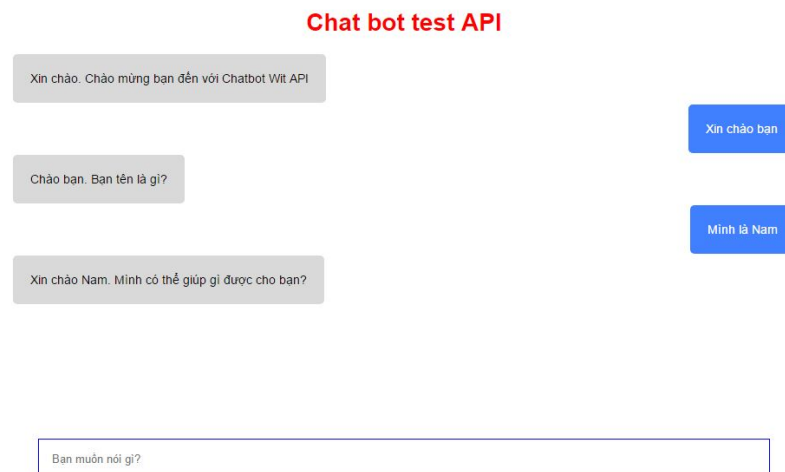 Chat bot test API
Xin chào. Chào mừng bạn đến với Chatbot Wit API
Xin chào bạn
Chào bạn. Bạn tên là gì?
Mình là Nam
Xin chào Nam. Mình có thể giúp gì được cho bạn?
Bạn muốn nói gì?